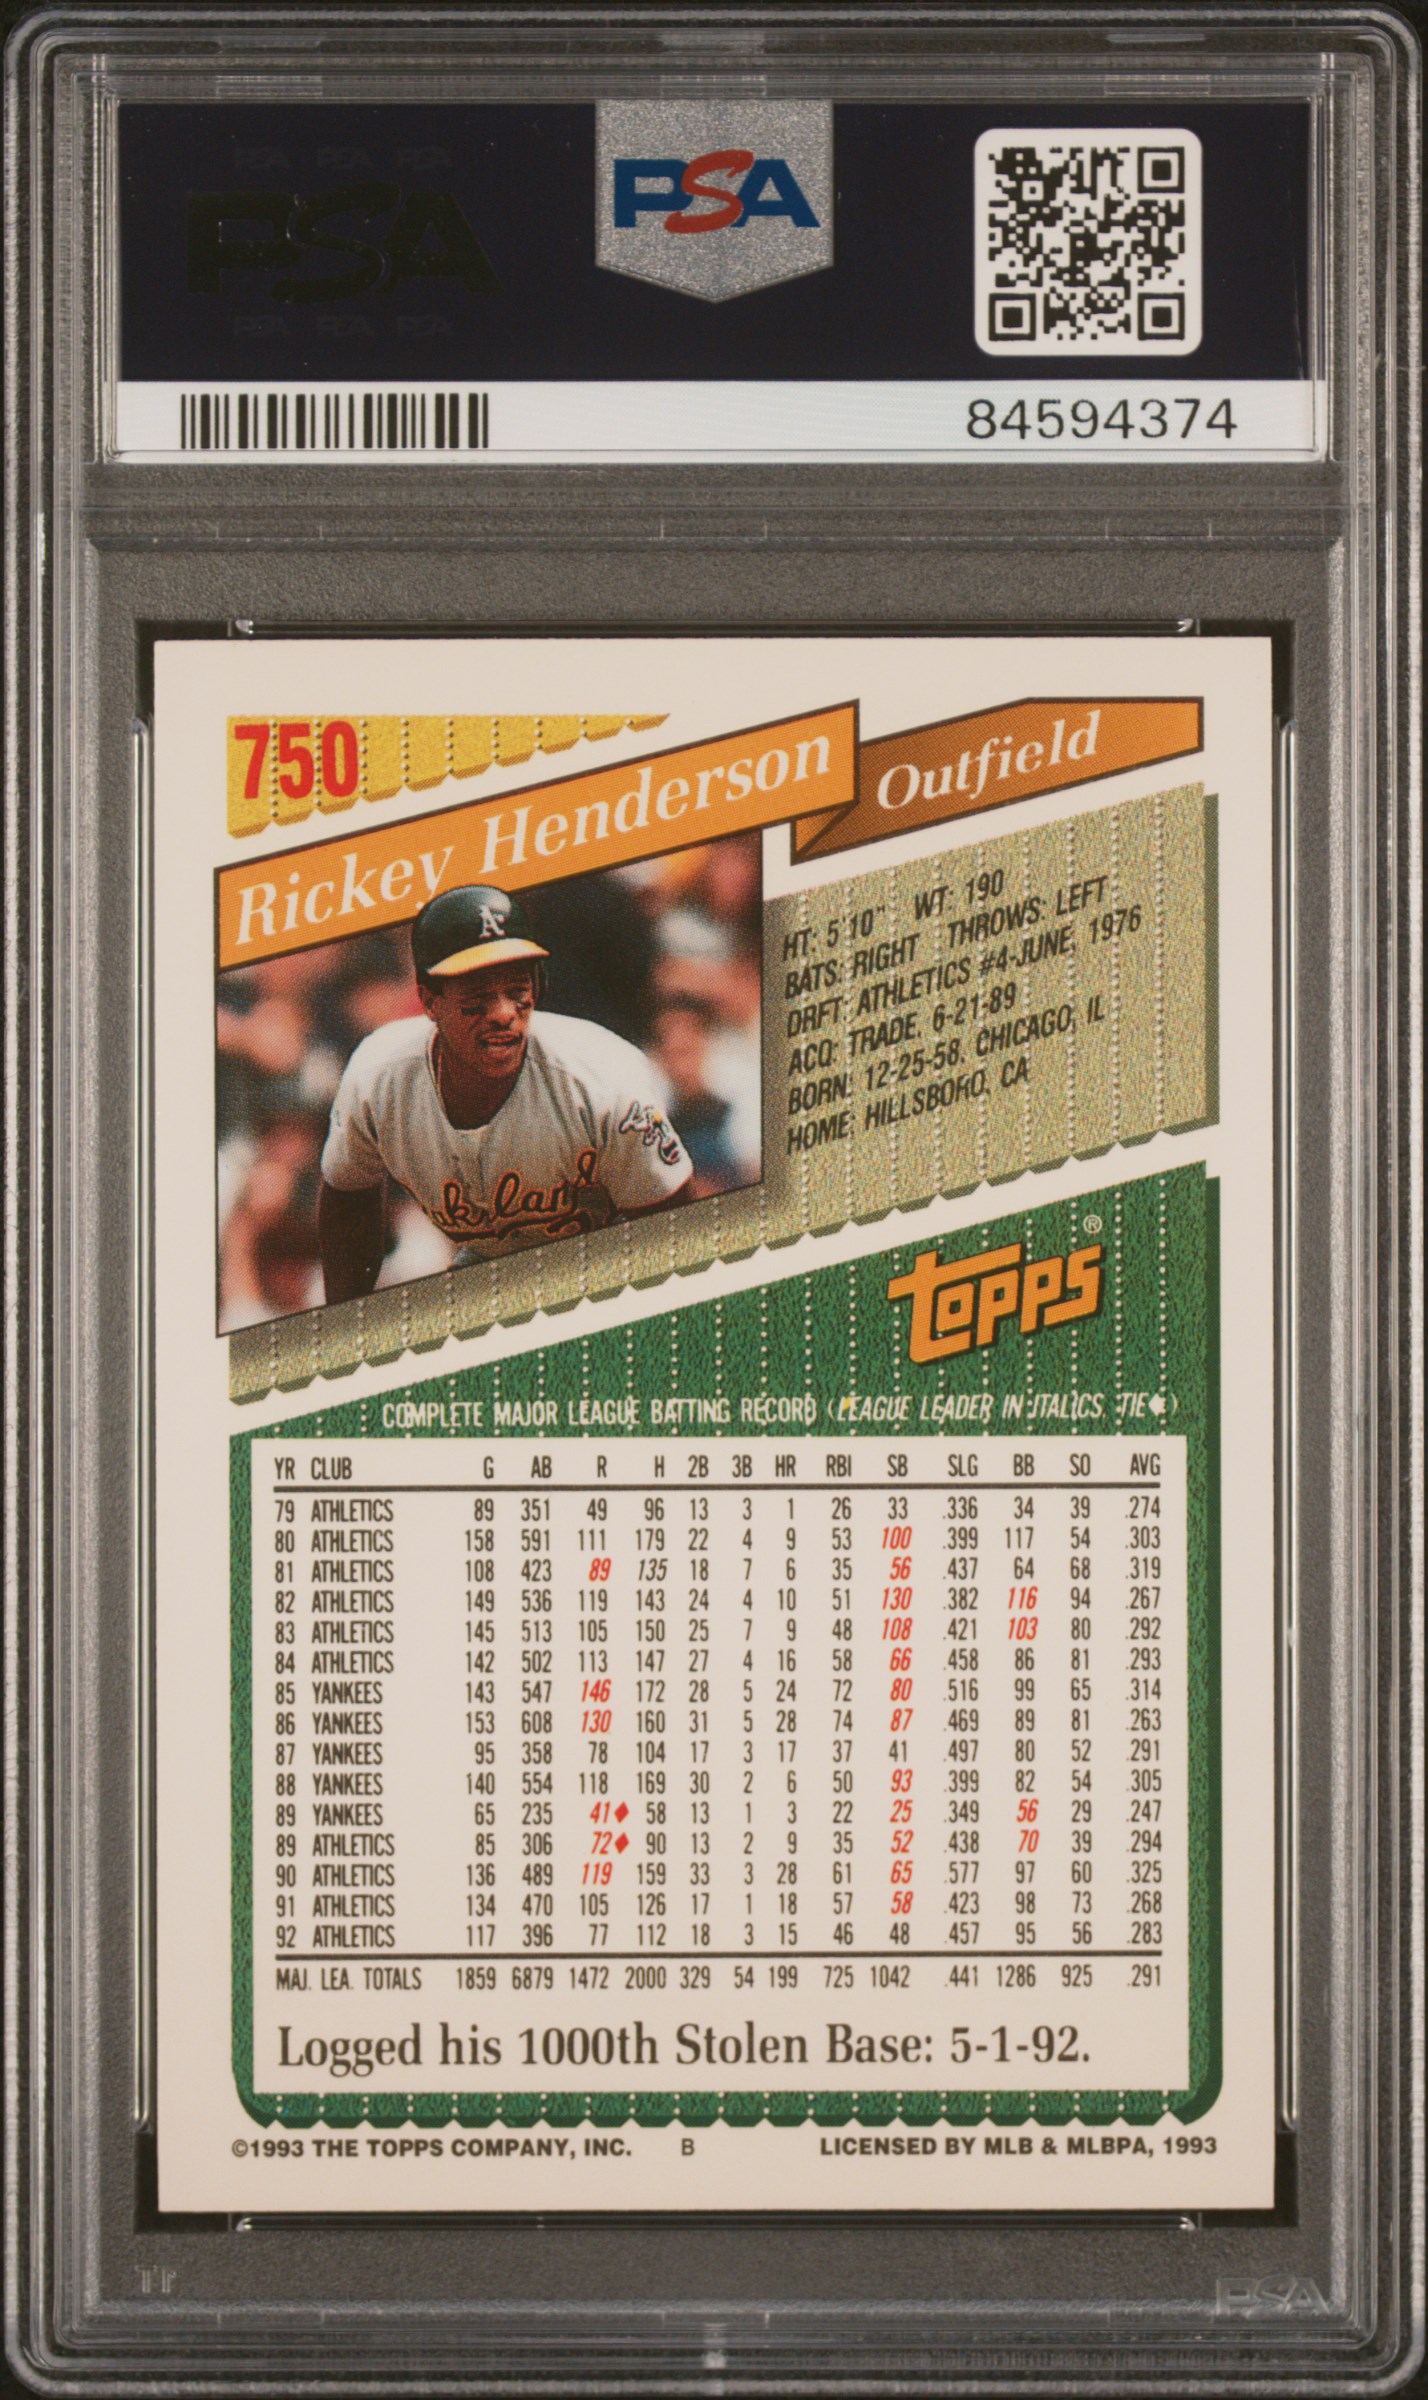 PSA PSA PSA
PSA
PSA PSA PSA
PSA
84594374
750
Rickey Henderson
Outfield
A's
HT: 5'10" WT: 190
BATS: RIGHT THROWS: LEFT
DRFT: ATHLETICS #4-JUNE, 1976
ACQ: TRADE, 6-21-89
BORN: 12-25-58, CHICAGO, IL
HOME: HILLSBORO, CA
TOPPS®
COMPLETE MAJOR LEAGUE BATTING RECORD (LEAGUE LEADER IN ITALICS, TIE♦)
YR CLUB G AB R H 2B 3B HR RBI SB SLG BB SO AVG
79 ATHLETICS 89 351 49 96 13 3 1 26 33 .336 34 39 .274
80 ATHLETICS 158 591 111 179 22 4 9 53 100 .399 117 54 .303
81 ATHLETICS 108 423 89 135 18 7 6 35 56 .437 64 68 .319
82 ATHLETICS 149 536 119 143 24 4 10 51 130 .382 116 94 .267
83 ATHLETICS 145 513 105 150 25 7 9 48 108 .421 103 80 .292
84 ATHLETICS 142 502 113 147 27 4 16 58 66 .458 86 81 .293
85 YANKEES 143 547 146 172 28 5 24 72 80 .516 99 65 .314
86 YANKEES 153 608 130 160 31 5 28 74 87 .469 89 81 .263
87 YANKEES 95 358 78 104 17 3 17 37 41 .497 80 52 .291
88 YANKEES 140 554 118 169 30 2 6 50 93 .399 82 54 .305
89 YANKEES 65 235 41♦ 58 13 1 3 22 25 .349 56 29 .247
89 ATHLETICS 85 306 72♦ 90 13 2 9 35 52 .438 70 39 .294
90 ATHLETICS 136 489 119 159 33 3 28 61 65 .577 97 60 .325
91 ATHLETICS 134 470 105 126 17 1 18 57 58 .423 98 73 .268
92 ATHLETICS 117 396 77 112 18 3 15 46 48 .457 95 56 .283
MAJ. LEA. TOTALS 1859 6879 1472 2000 329 54 199 725 1042 .441 1286 925 .291
Logged his 1000th Stolen Base: 5-1-92.
©1993 THE TOPPS COMPANY, INC. B LICENSED BY MLB & MLBPA, 1993
PSA